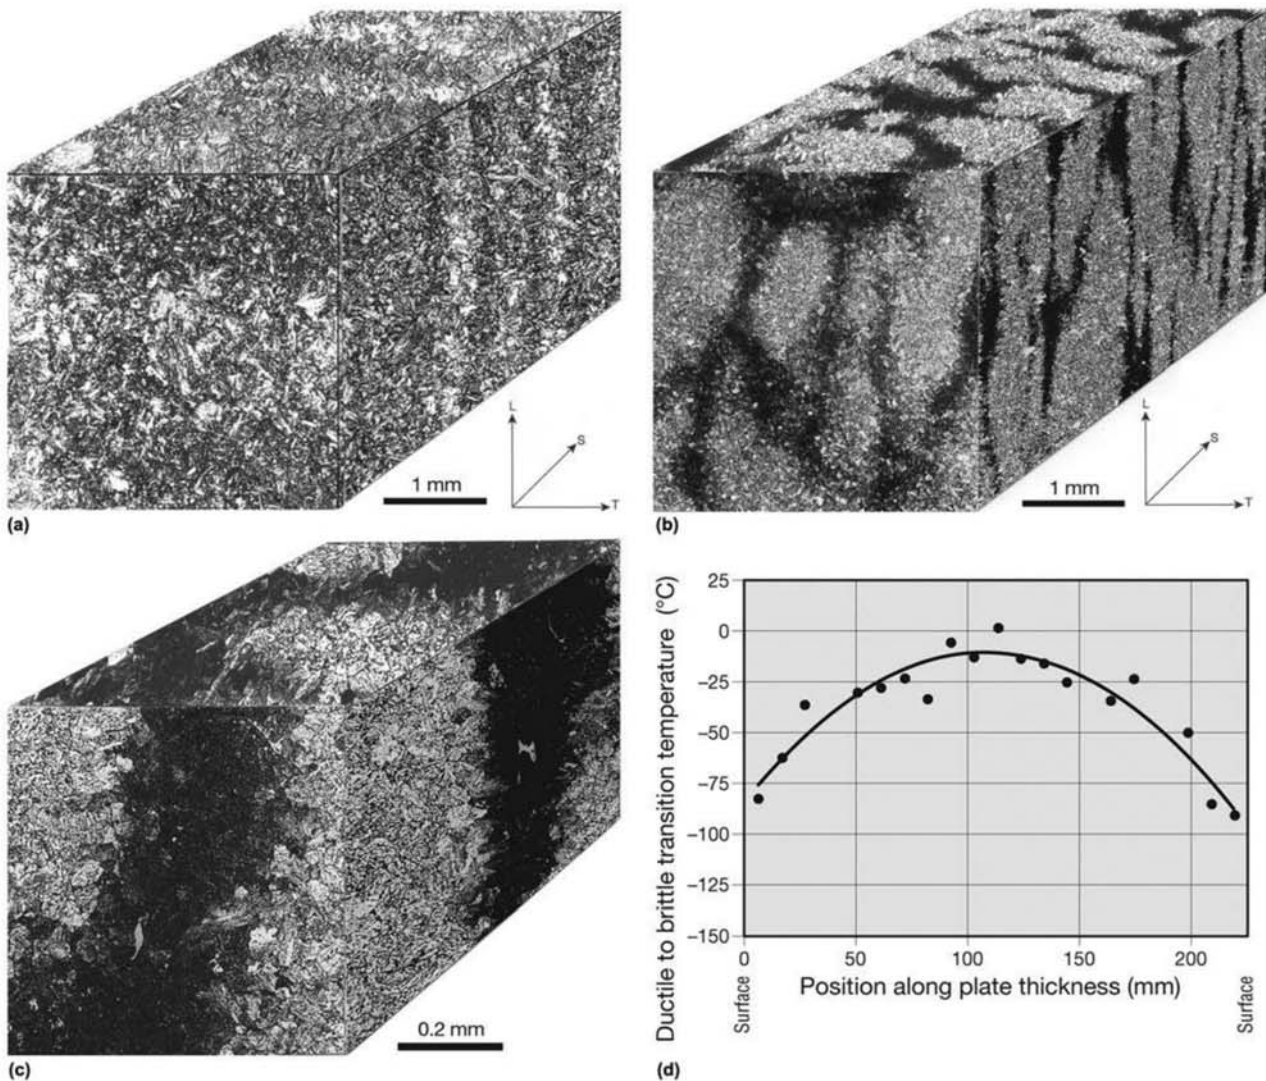 L
S
T
1 mm
(a)
L
S
T
1 mm
(b)
0.2 mm
(c)
Ductile to brittle transition temperature (°C)
25
0
−25
−50
−75
−100
−125
−150
0 50 100 150 200
Surface
Position along plate thickness (mm)
Surface
(d)